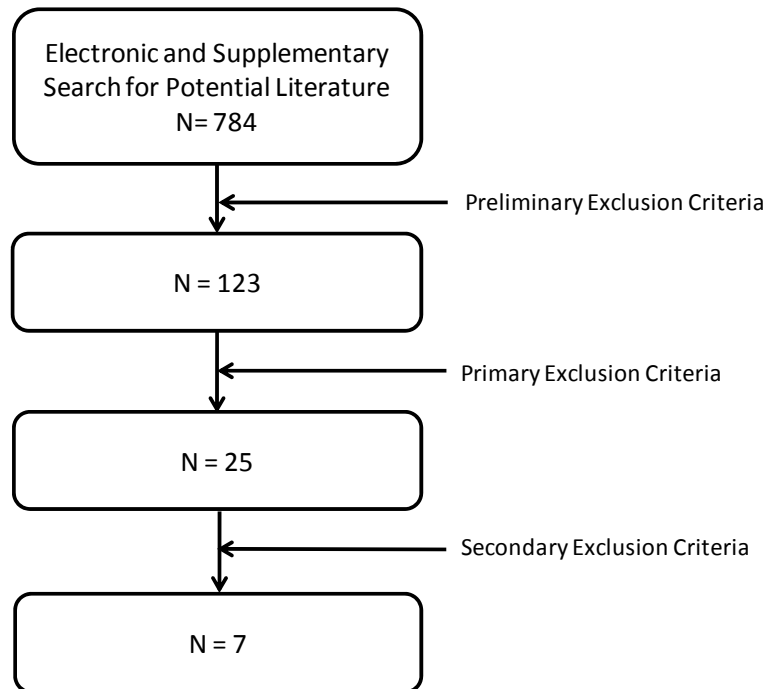 Electronic and Supplementary
Search for Potential Literature
N= 784
Preliminary Exclusion Criteria
N = 123
Primary Exclusion Criteria
N = 25
Secondary Exclusion Criteria
N = 7